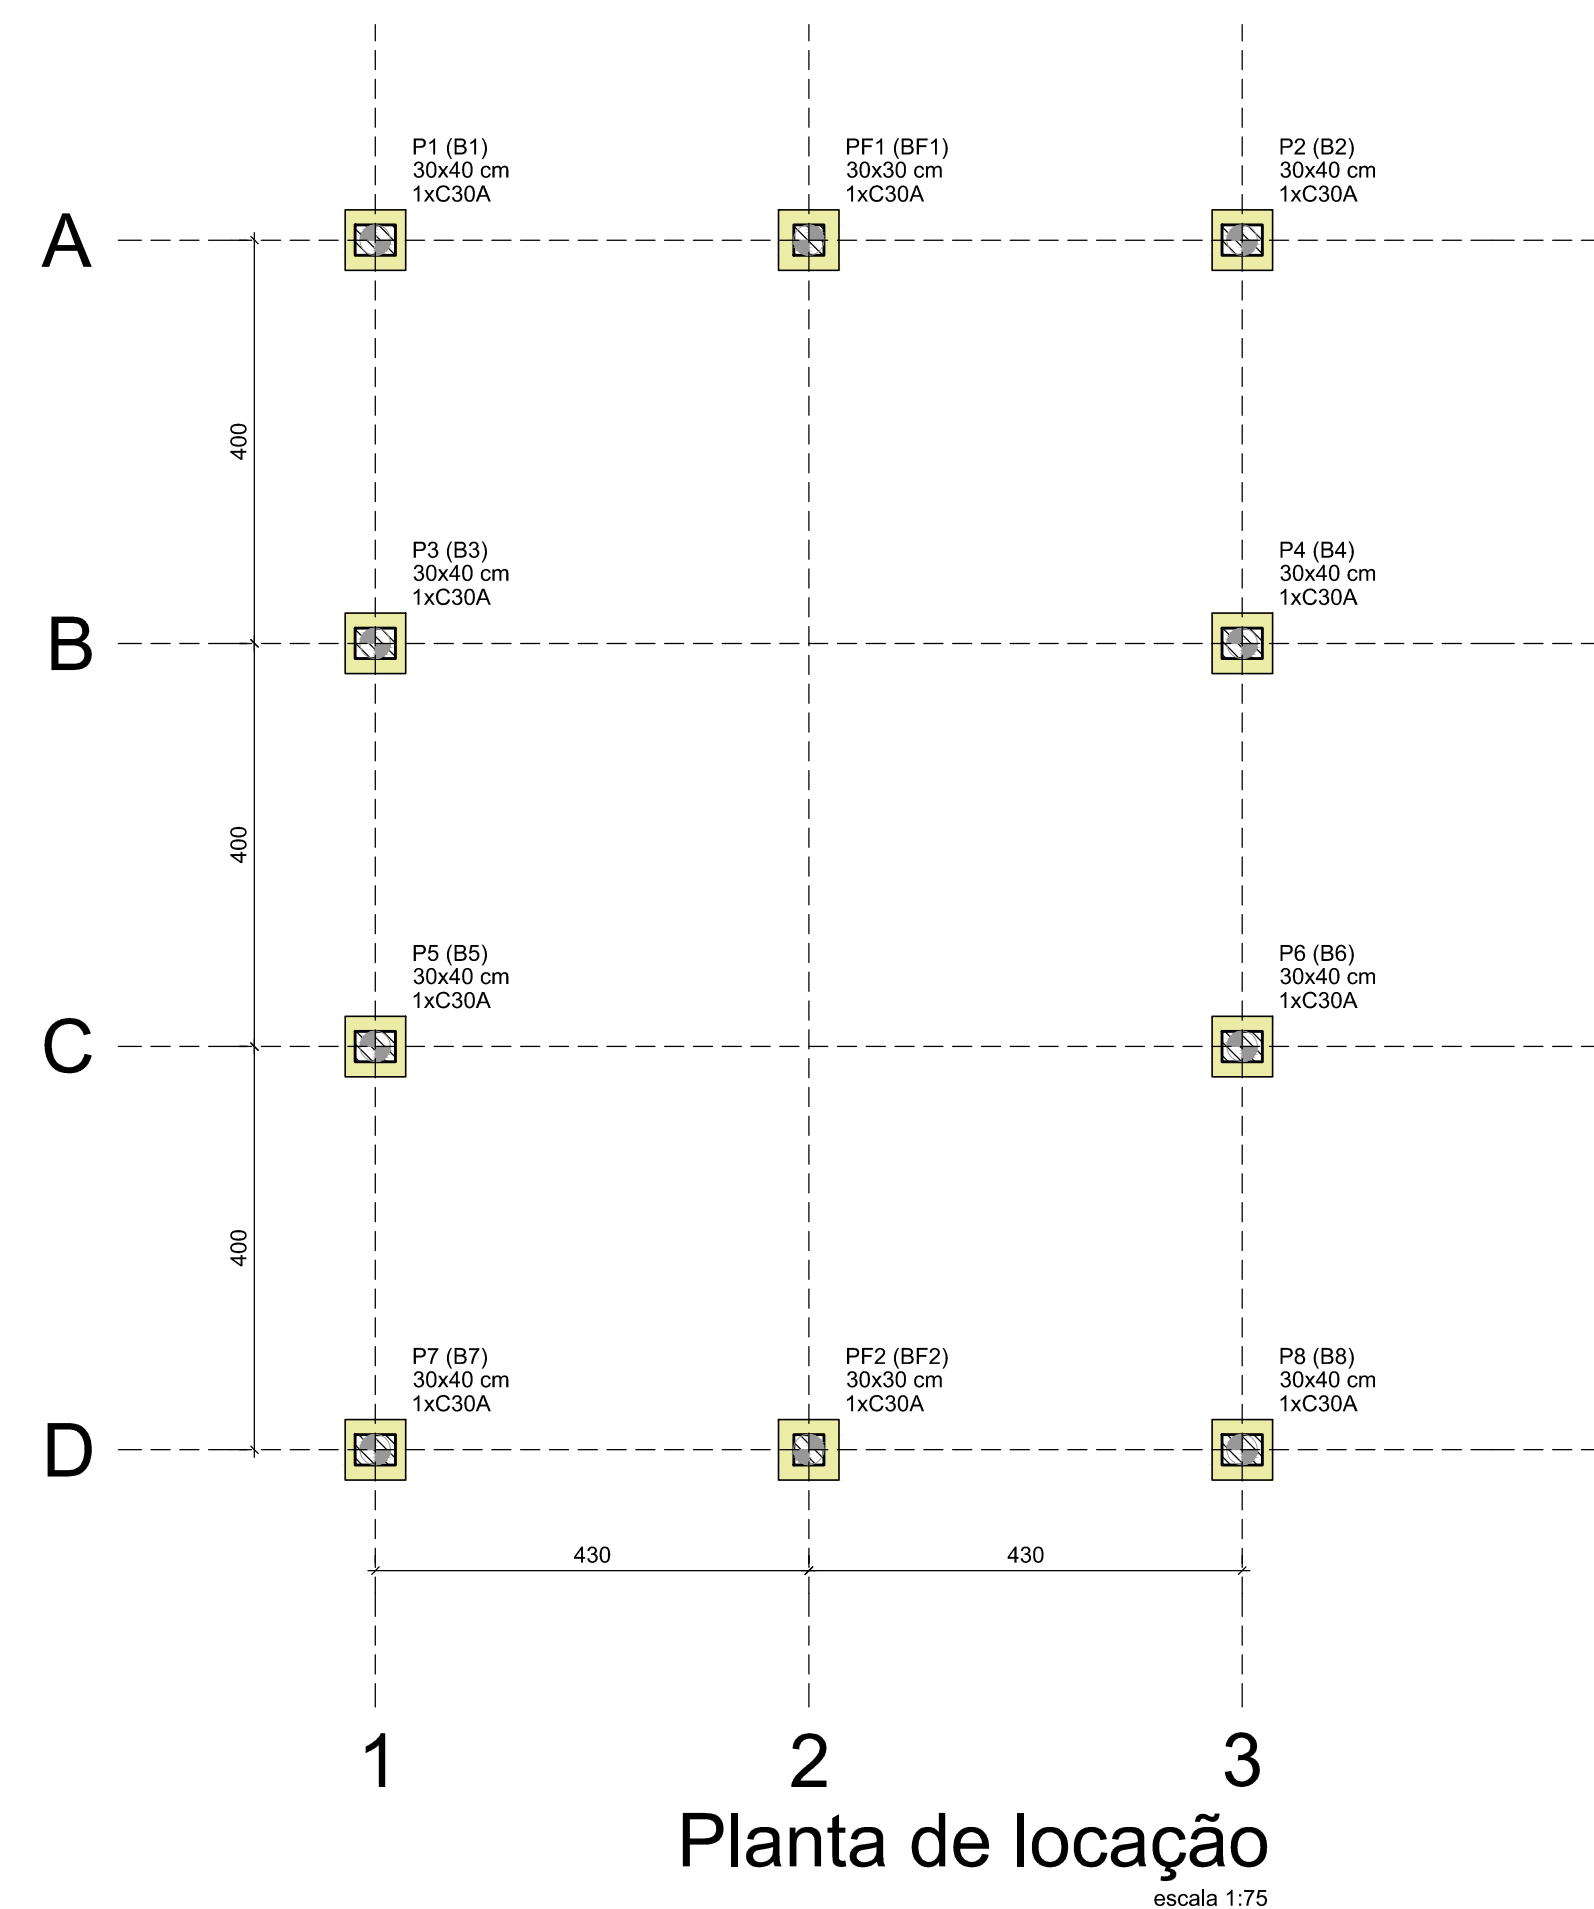 P1 (B1)
30x40 cm
1xC30A
PF1 (BF1)
30x30 cm
1xC30A
P2 (B2)
30x40 cm
1xC30A
A
400
P3 (B3)
30x40 cm
1xC30A
P4 (B4)
30x40 cm
1xC30A
B
400
P5 (B5)
30x40 cm
1xC30A
P6 (B6)
30x40 cm
1xC30A
C
400
P7 (B7)
30x40 cm
1xC30A
PF2 (BF2)
30x30 cm
1xC30A
P8 (B8)
30x40 cm
1xC30A
D
430
430
1
2
3
Planta de locação
escala 1:75